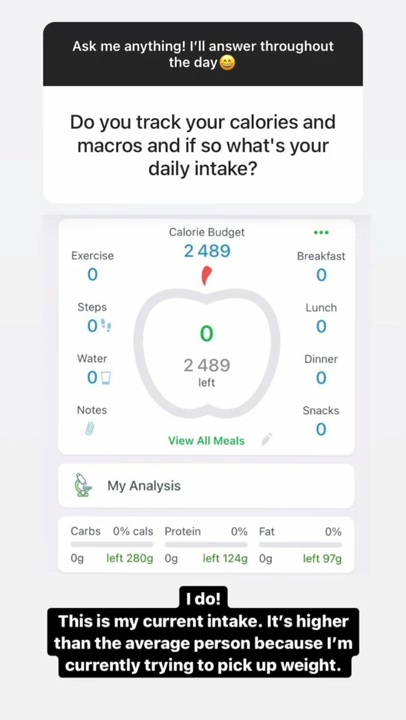 Ask me anything! I'll answer throughout
the day😄
Do you track your calories and
macros and if so what's your
daily intake?
Calorie Budget
2 489
Exercise
0
Breakfast
0
Steps
0
Lunch
0
0
2 489
left
Water
0
Dinner
0
Notes
Snacks
0
View All Meals
My Analysis
Carbs 0% cals Protein 0% Fat 0%
0g left 280g 0g left 124g 0g left 97g
I do!
This is my current intake. It's higher
than the average person because I'm
currently trying to pick up weight.